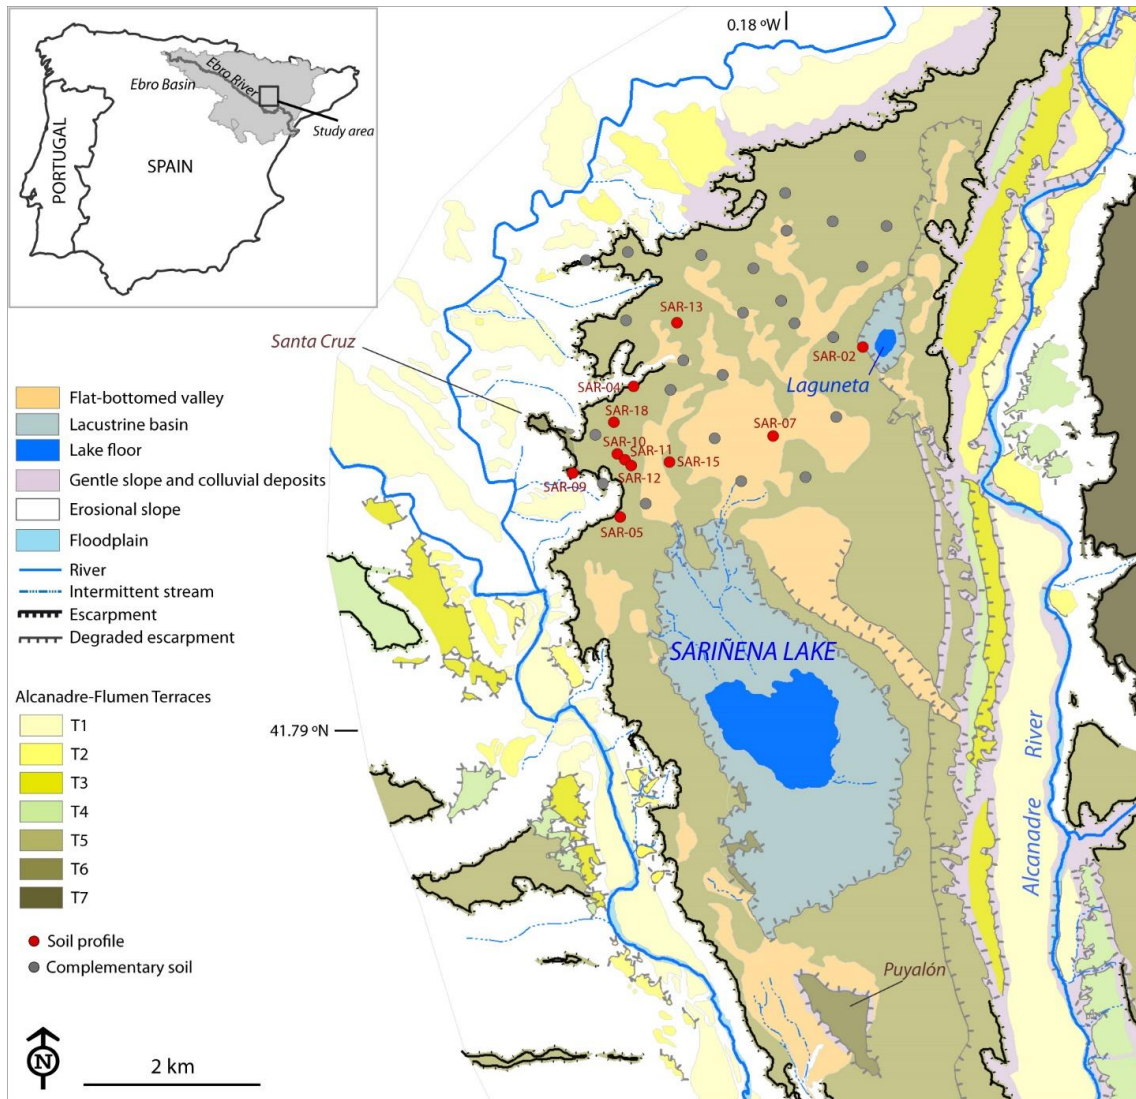 0.18 ºW
Ebro Basin
Ebro River
Study area
PORTUGAL
SPAIN
Santa Cruz
SAR-13
SAR-02
Laguneta
SAR-04
SAR-18
SAR-07
SAR-10
SAR-11
SAR-15
SAR-12
SAR-09
SAR-05
SARIÑENA LAKE
41.79 ºN
Alcanadre River
Puyalón
Flat-bottomed valley
Lacustrine basin
Lake floor
Gentle slope and colluvial deposits
Erosional slope
Floodplain
River
Intermittent stream
Escarpment
Degraded escarpment
Alcanadre-Flumen Terraces
T1
T2
T3
T4
T5
T6
T7
Soil profile
Complementary soil
N
2 km